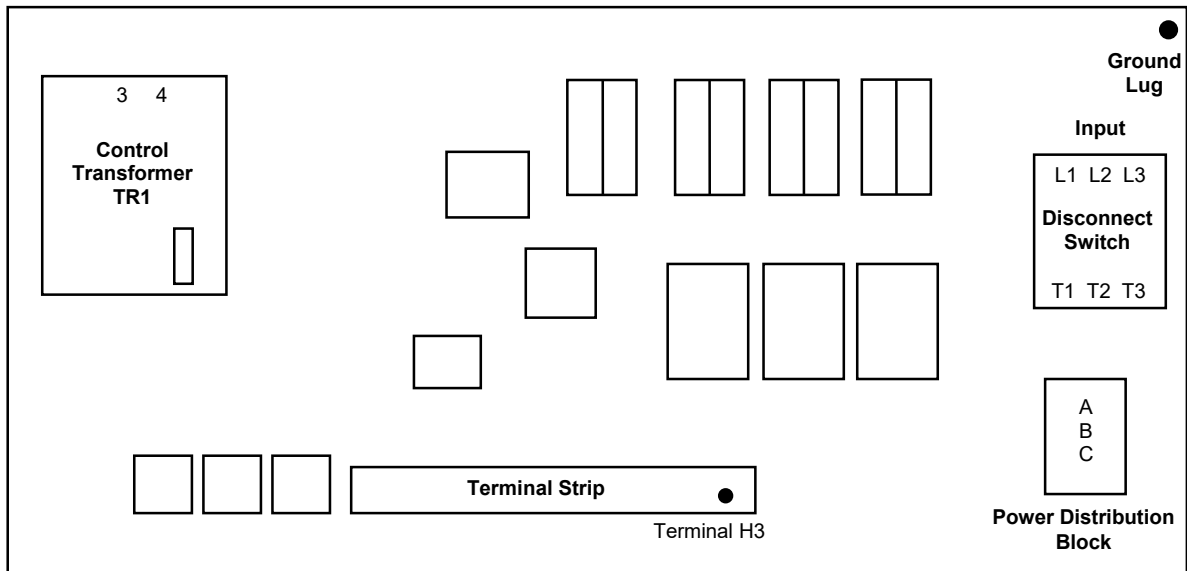 Ground
Lug
3 4
Control
Transformer
TR1
Input
L1 L2 L3
Disconnect
Switch
T1 T2 T3
A
B
C
Power Distribution
Block
Terminal Strip
Terminal H3